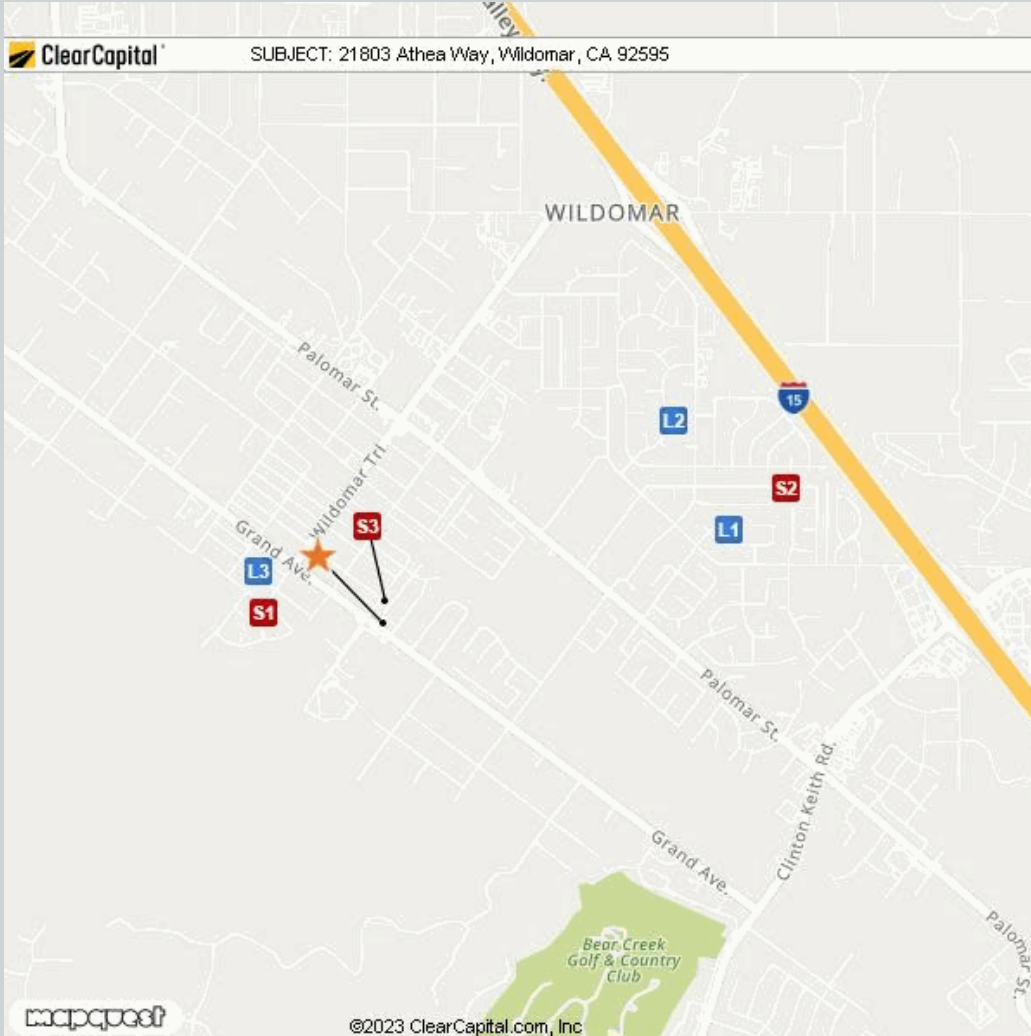 alley
y.
ClearCapital
SUBJECT: 21803 Athea Way, Wildomar, CA 92595
WILDOMAR
Palomar St.
15
L2
Wildomar Trl
S2
S3
L1
Grand Ave.
L3
S1
Palomar St.
Clinton Keith Rd.
Grand Ave.
Palomar St.
Bear Creek
Golf & Country
Club
mapquest
©2023 ClearCapital.com, Inc